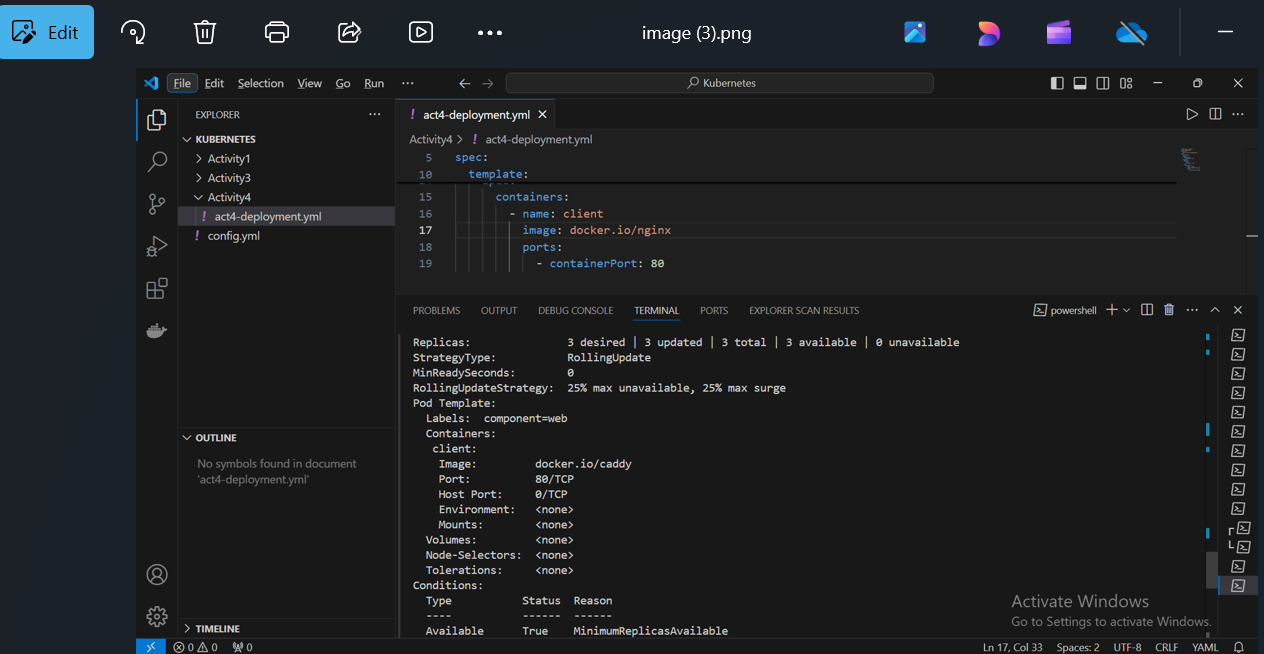 Edit
image (3).png
File Edit Selection View Go Run ···
Kubernetes
EXPLORER
KUBERNETES
Activity1
Activity3
Activity4
! act4-deployment.yml
! config.yml
OUTLINE
No symbols found in document
'act4-deployment.yml'
TIMELINE
! act4-deployment.yml
Activity4 > ! act4-deployment.yml
5 spec:
10 template:
15 containers:
16 - name: client
17 image: docker.io/nginx
18 ports:
19 - containerPort: 80
PROBLEMS OUTPUT DEBUG CONSOLE TERMINAL PORTS EXPLORER SCAN RESULTS
powershell
Replicas: 3 desired | 3 updated | 3 total | 3 available | 0 unavailable
StrategyType: RollingUpdate
MinReadySeconds: 0
RollingUpdateStrategy: 25% max unavailable, 25% max surge
Pod Template:
Labels: component=web
Containers:
client:
Image: docker.io/caddy
Port: 80/TCP
Host Port: 0/TCP
Environment: <none>
Mounts: <none>
Volumes: <none>
Node-Selectors: <none>
Tolerations: <none>
Conditions:
Type Status Reason
---- ------ ------
Available True MinimumReplicasAvailable
Activate Windows
Go to Settings to activate Windows.
0 0 0
Ln 17, Col 33 Spaces: 2 UTF-8 CRLF YAML